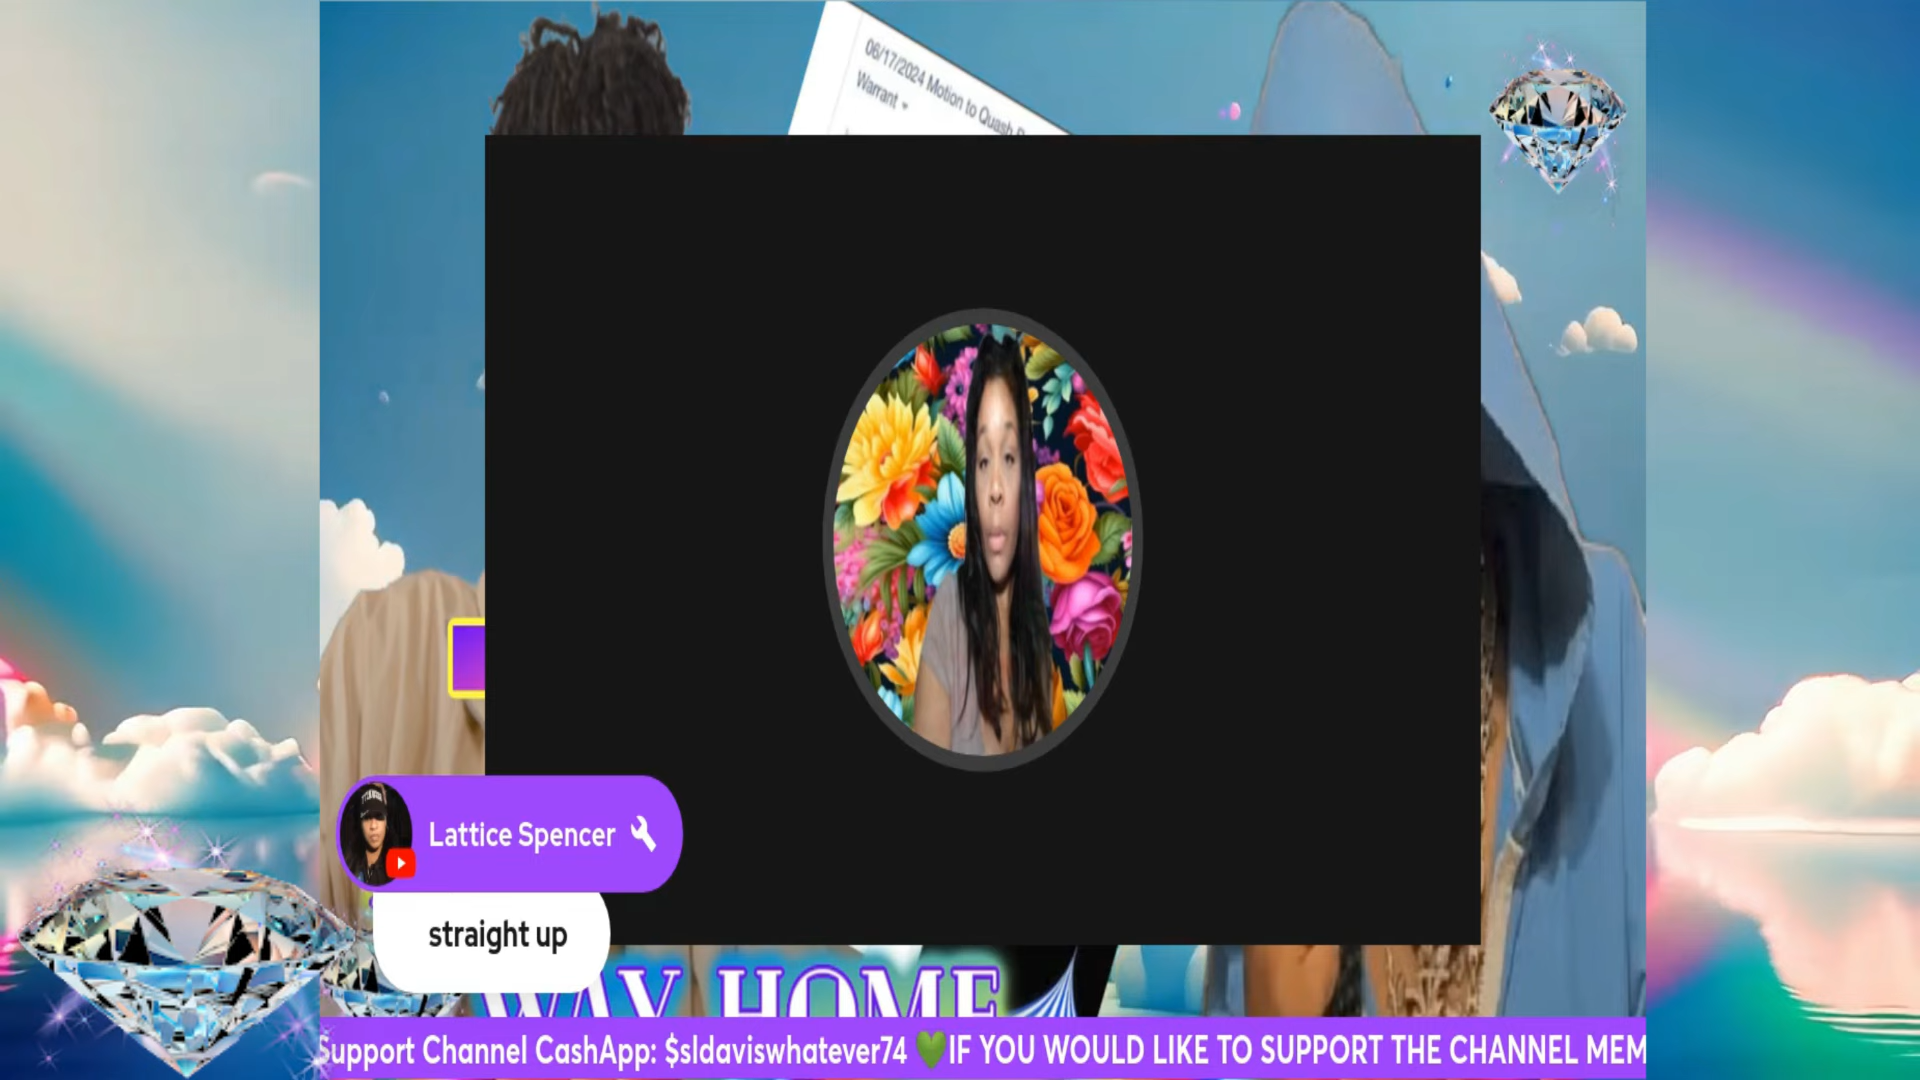 06/17/2024 Motion to Quash
Warrant
Lattice Spencer
straight up
WAY HOME
Support Channel CashApp: $sldaviswhatever74 💚IF YOU WOULD LIKE TO SUPPORT THE CHANNEL MEM